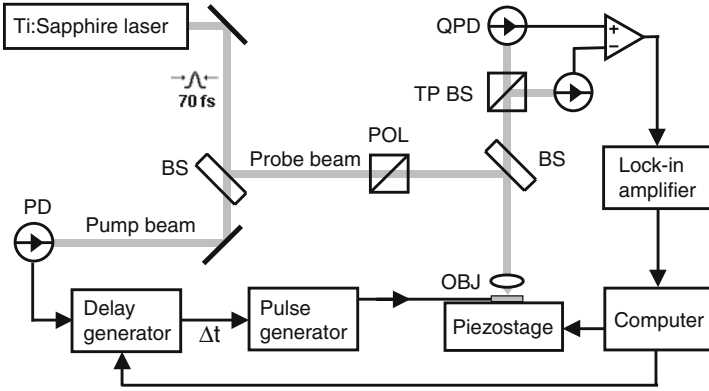 Ti:Sapphire laser
QPD
+
−
70 fs
TP BS
POL
BS
Probe beam
BS
Lock-in
amplifier
PD
Pump beam
OBJ
Delay
generator
Δt
Pulse
generator
Piezostage
Computer